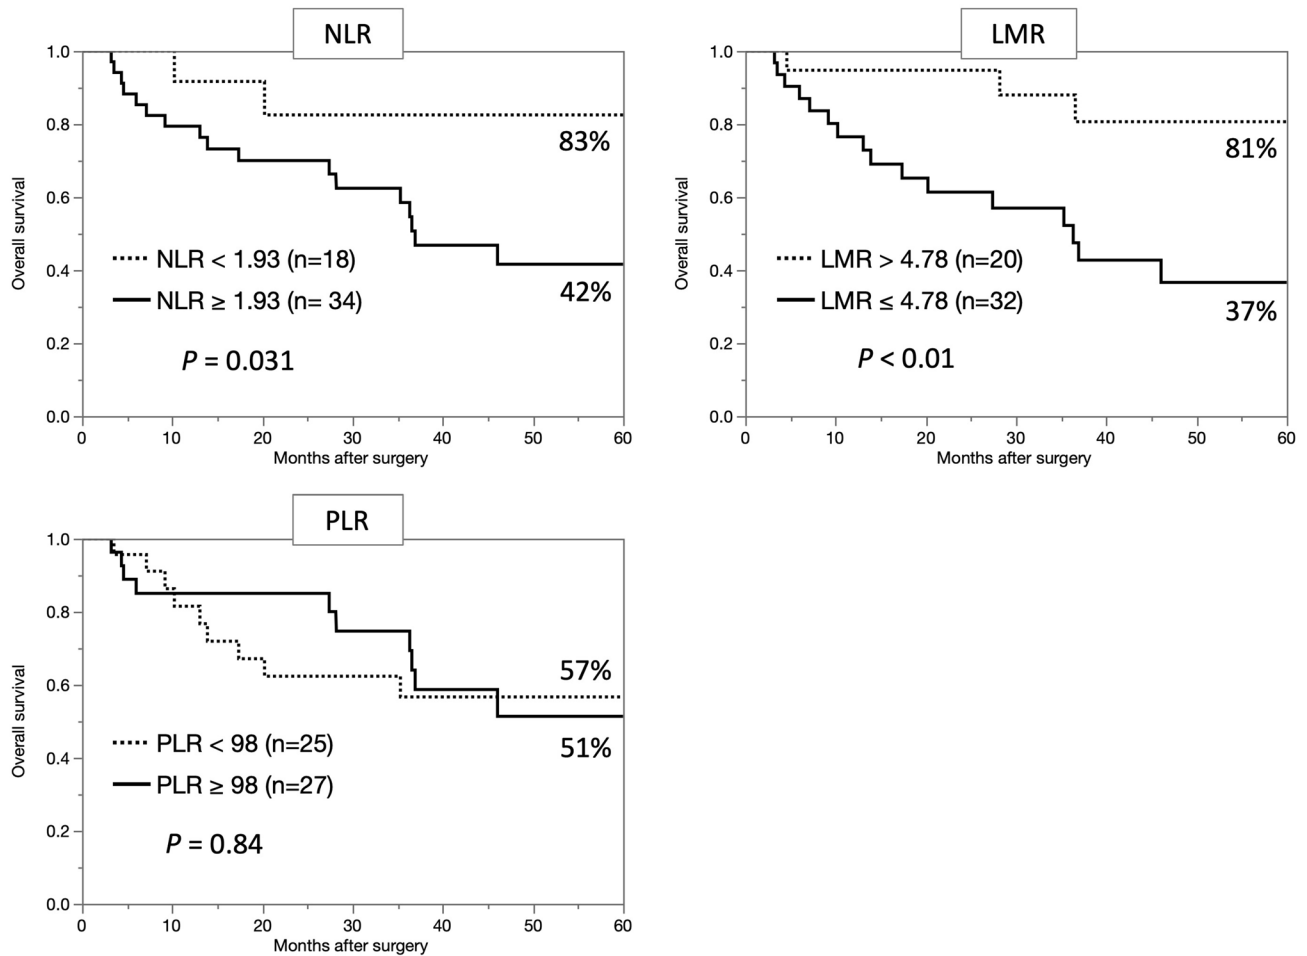 NLR
1.0
0.8
0.6
0.4
0.2
0.0
Overall survival
83%
NLR < 1.93 (n=18)
NLR ≥ 1.93 (n= 34)
42%
P = 0.031
0 10 20 30 40 50 60
Months after surgery
LMR
1.0
0.8
0.6
0.4
0.2
0.0
Overall survival
81%
LMR > 4.78 (n=20)
LMR ≤ 4.78 (n=32)
37%
P < 0.01
0 10 20 30 40 50 60
Months after surgery
PLR
1.0
0.8
0.6
0.4
0.2
0.0
Overall survival
57%
PLR < 98 (n=25)
51%
PLR ≥ 98 (n=27)
P = 0.84
0 10 20 30 40 50 60
Months after surgery